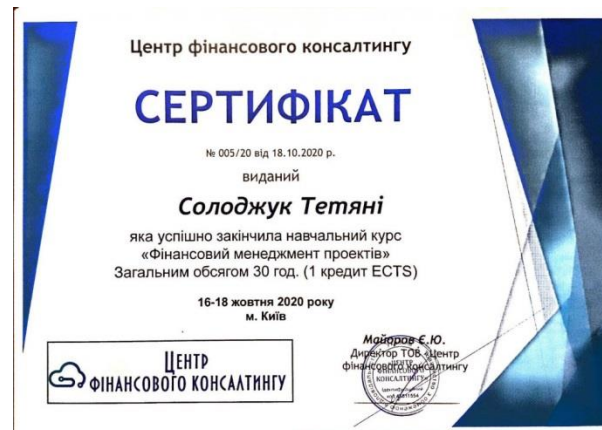 Центр фінансового консалтингу
СЕРТИФІКАТ
№ 005/20 від 18.10.2020 р.
виданий
Солоджук Тетяні
яка успішно закінчила навчальний курс
«Фінансовий менеджмент проектів»
Загальним обсягом 30 год. (1 кредит ECTS)
16-18 жовтня 2020 року
м. Київ
Майоров Є.Ю.
Директор ТОВ «Центр
фінансового консалтингу
ЦЕНТР
ФІНАНСОВОГО КОНСАЛТИНГУ